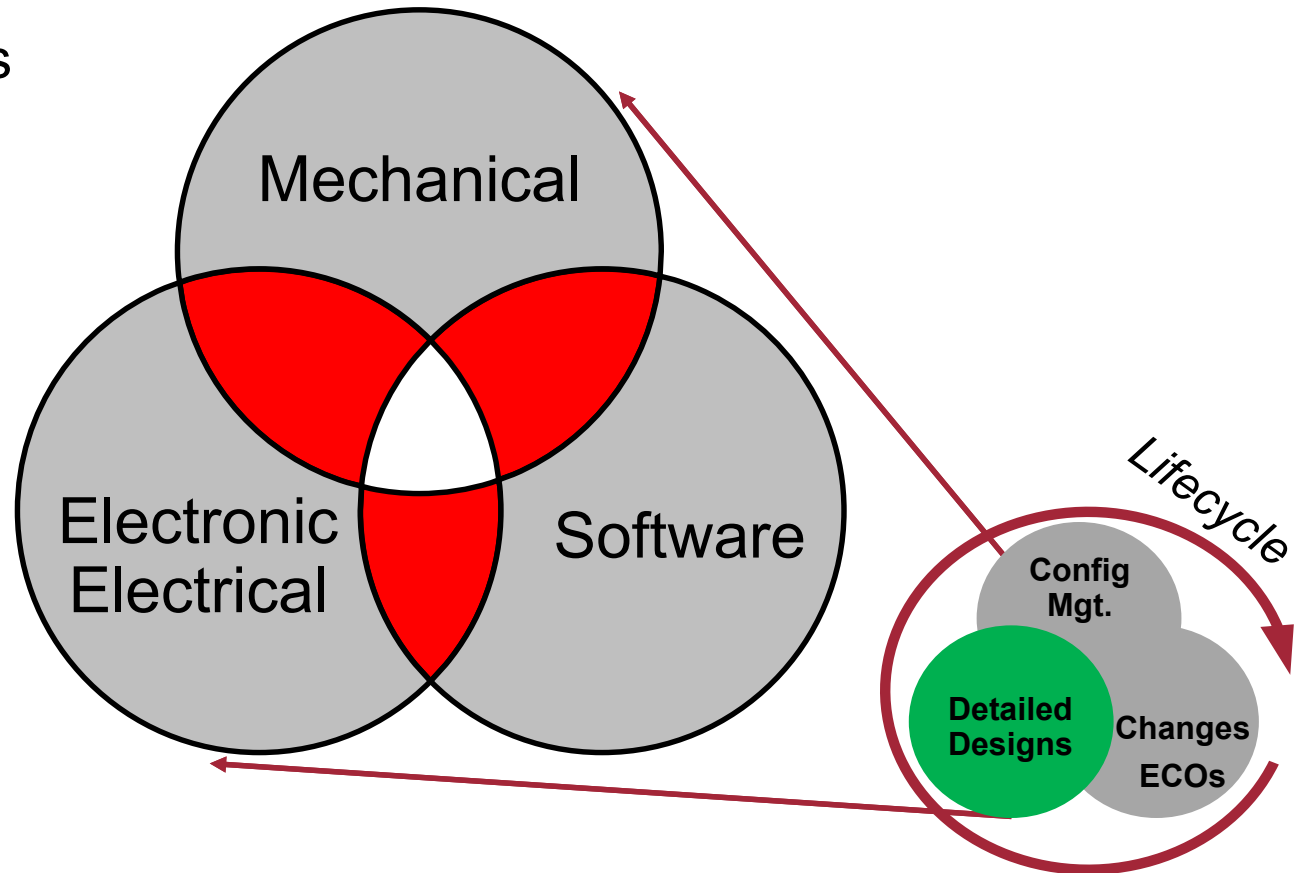 s
Mechanical
Electronic
Electrical
Software
Lifecycle
Config
Mgt.
Detailed
Designs
Changes
ECOs